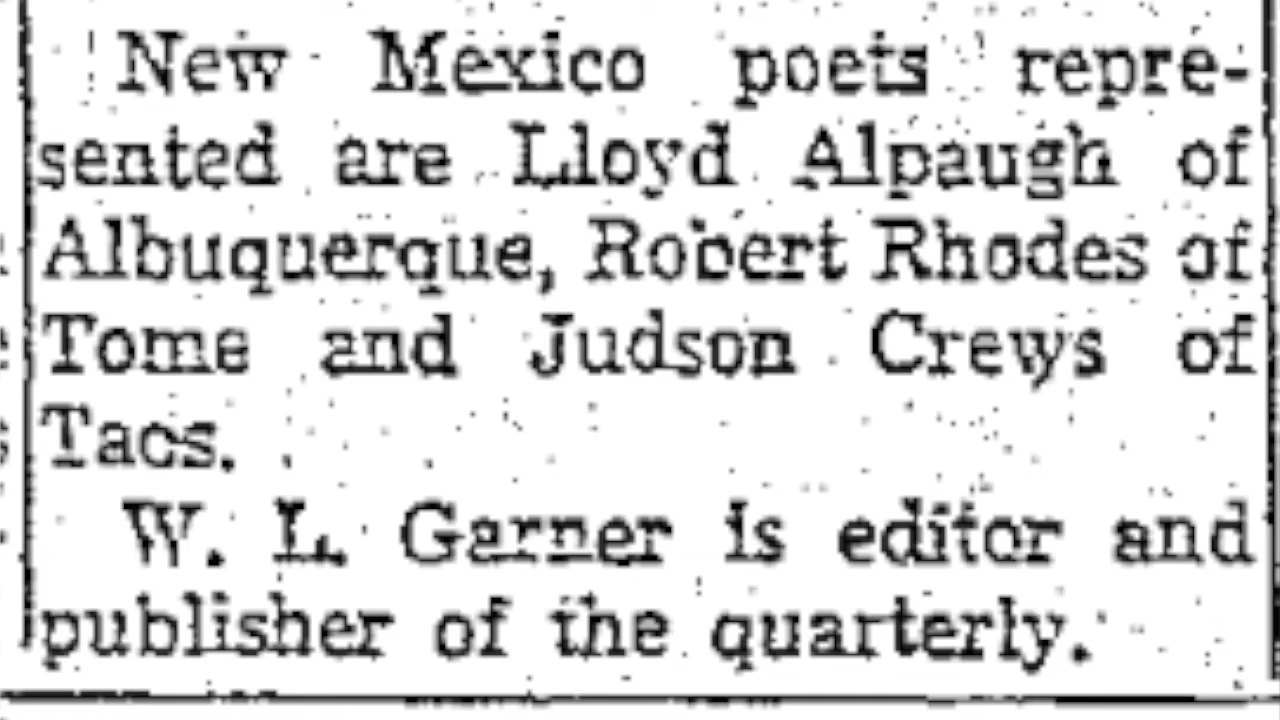 New Mexico poets repre-
sented are Lloyd Alpaugh of
Albuquerque, Robert Rhodes of
Tome and Judson Crews of
Taos.
W. L. Garner is editor and
publisher of the quarterly.